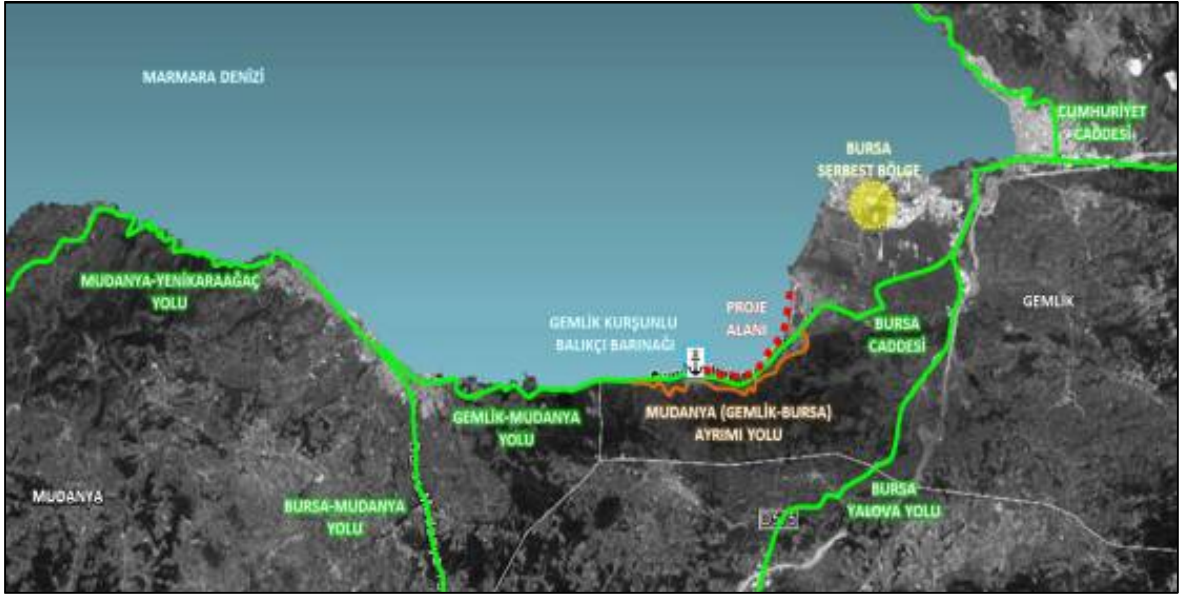 MARMARA DENİZİ
CUMHURİYET
CADDESİ
BURSA
SERBEST BÖLGE
MUDANYA-YENİKARAAĞAÇ
YOLU
GEMLİK
PROJE
ALANI
GEMLİK KURŞUNLU
BALIKÇI BARINAĞI
BURSA
CADDESİ
GEMLİK-MUDANYA
YOLU
MUDANYA (GEMLİK-BURSA)
AYRIMI YOLU
MUDANYA
BURSA-MUDANYA
YOLU
BURSA
YALOVA YOLU